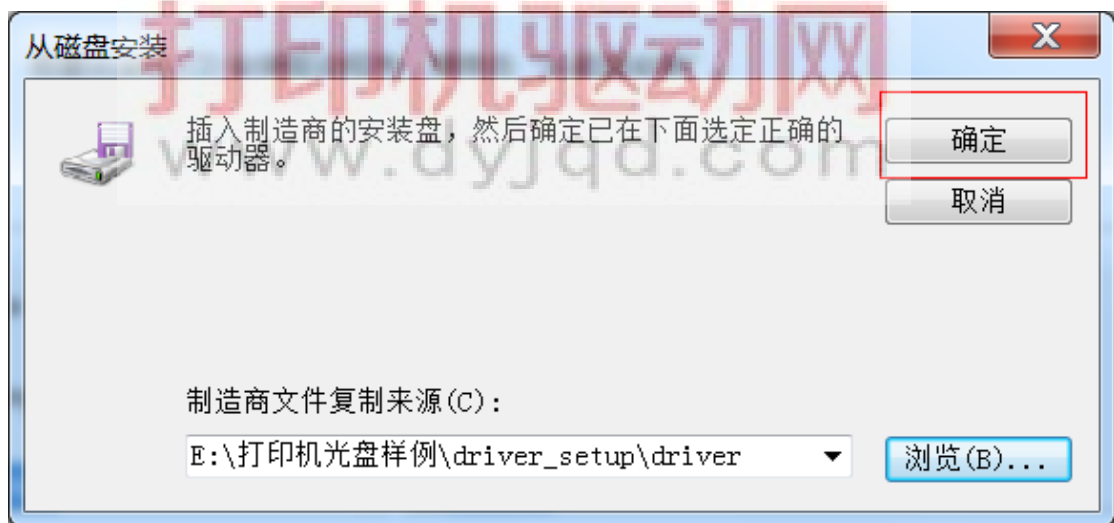 从磁盘安装
打印机驱动网
www.dyjqd.com
插入制造商的安装盘，然后确定已在下面选定正确的
驱动器。
确定
取消
制造商文件复制来源(C):
E:\打印机光盘样例\driver_setup\driver
浏览(B)...